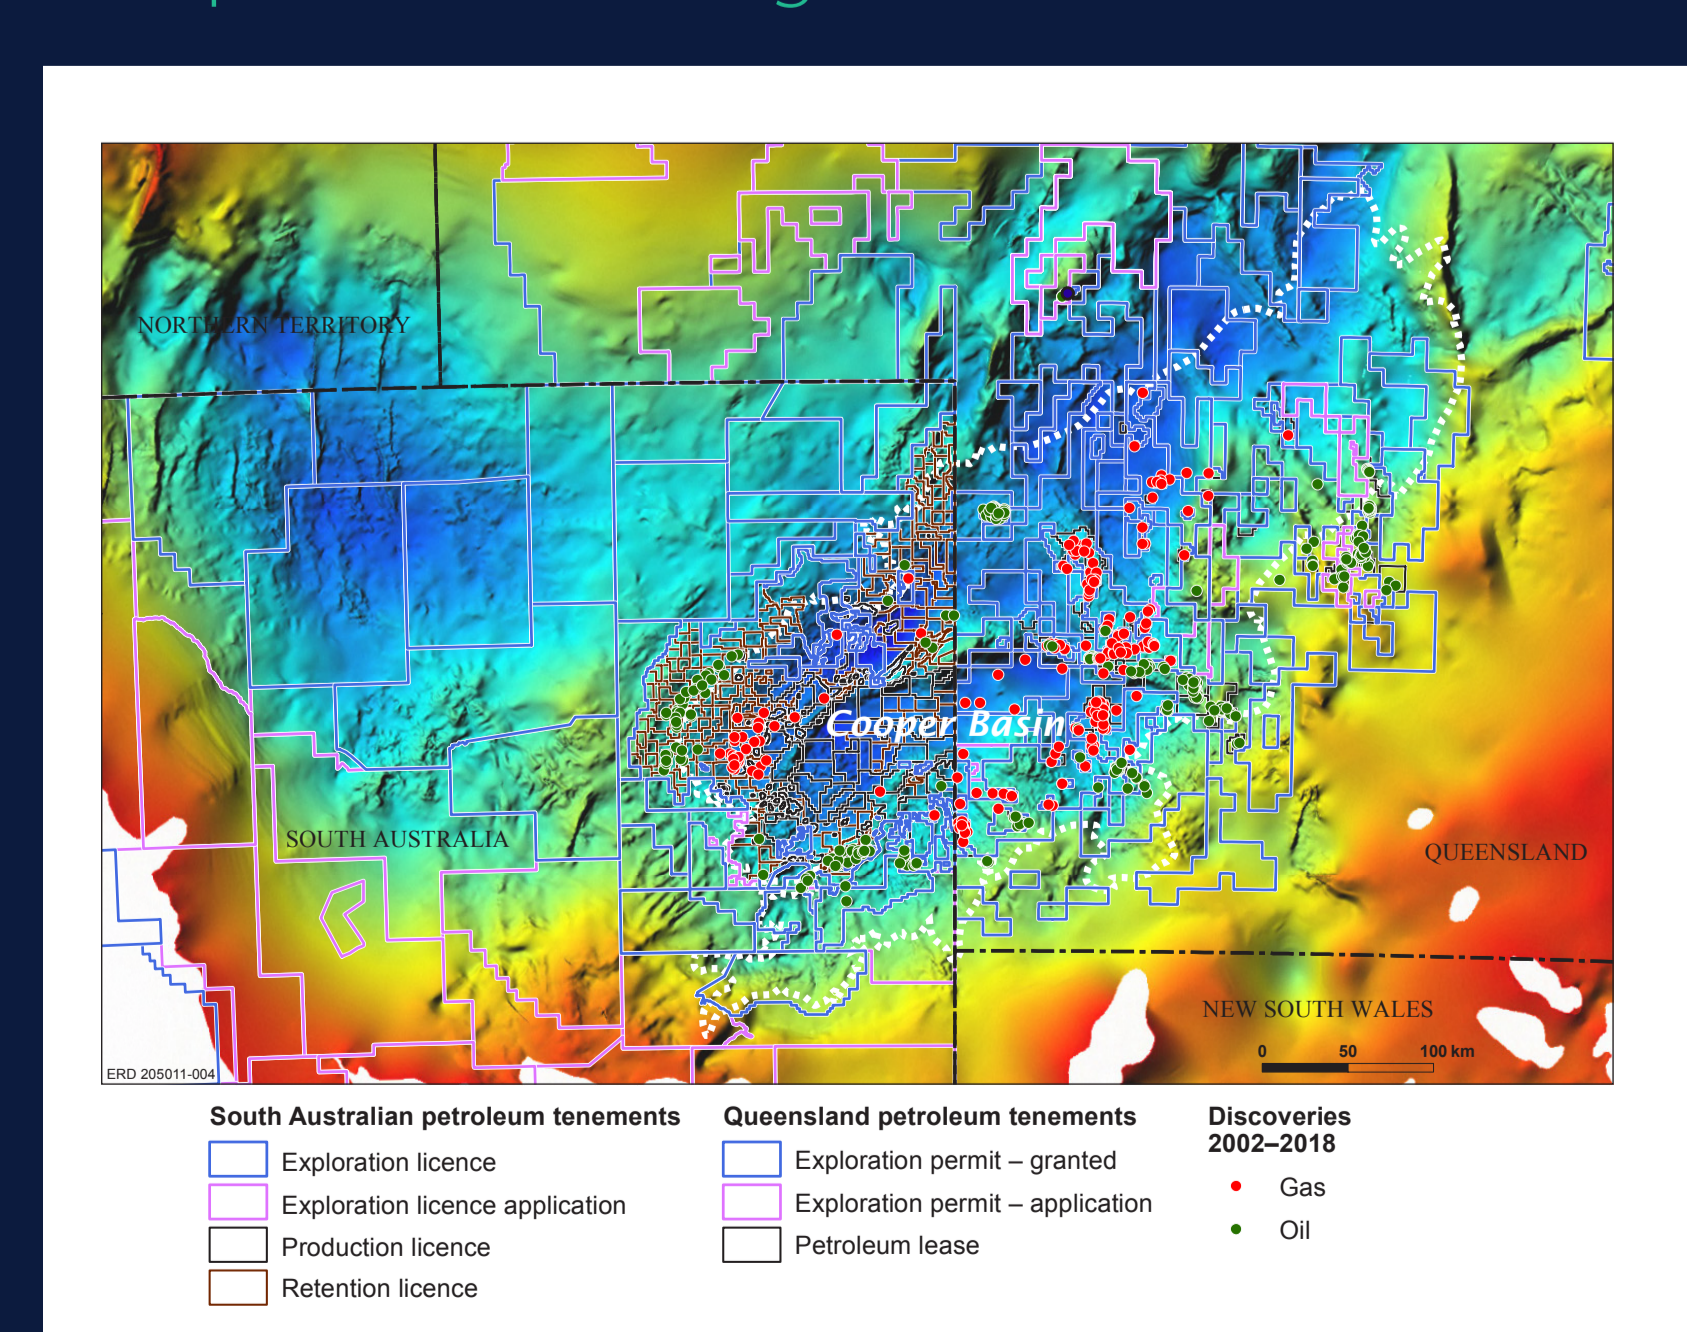 NORTHERN TERRITORY
Cooper Basin
SOUTH AUSTRALIA
QUEENSLAND
NEW SOUTH WALES
0 50 100 km
ERD 205011-004
South Australian petroleum tenements
Exploration licence
Exploration licence application
Production licence
Retention licence
Queensland petroleum tenements
Exploration permit – granted
Exploration permit – application
Petroleum lease
Discoveries
2002–2018
Gas
Oil